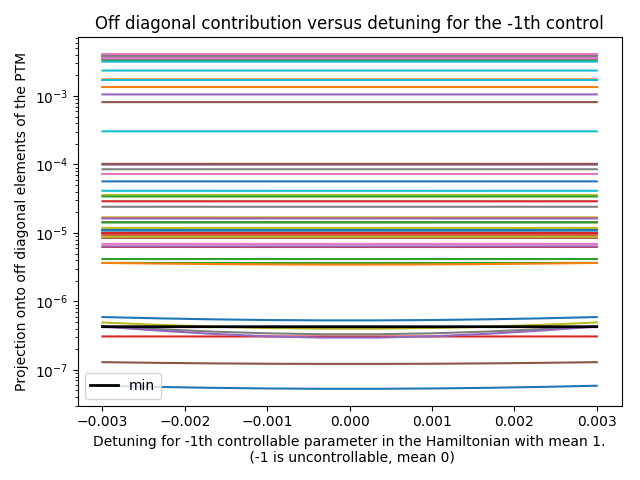 Off diagonal contribution versus detuning for the -1th control
Projection onto off diagonal elements of the PTM
10⁻³
10⁻⁴
10⁻⁵
10⁻⁶
10⁻⁷
min
−0.003 −0.002 −0.001 0.000 0.001 0.002 0.003
Detuning for -1th controllable parameter in the Hamiltonian with mean 1.
(-1 is uncontrollable, mean 0)